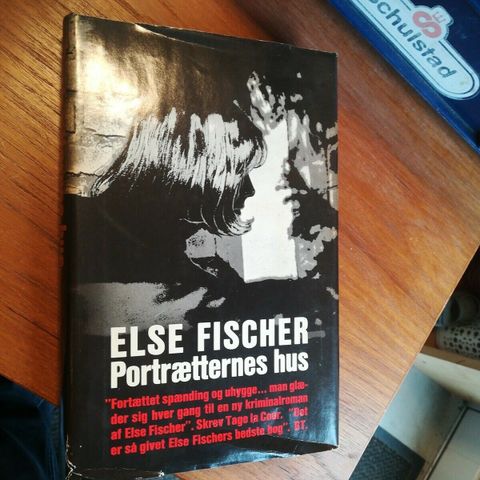 Schulstad
ELSE FISCHER
Portrætternes hus
"Fortættet spænding og uhygge... man glæ-
der sig hver gang til en ny kriminalroman
af Else Fischer". Skrev Tage la Cour. "Det
er så givet Else Fischers bedste bog". BT.